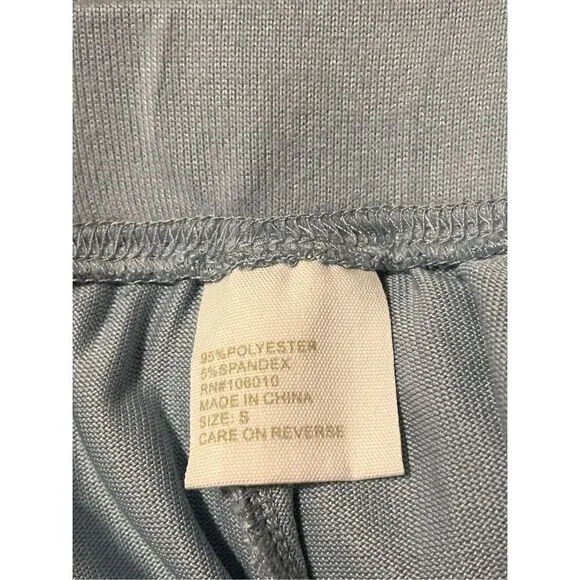 95%POLYESTER
5%SPANDEX
RN#106010
MADE IN CHINA
SIZE: S
CARE ON REVERSE